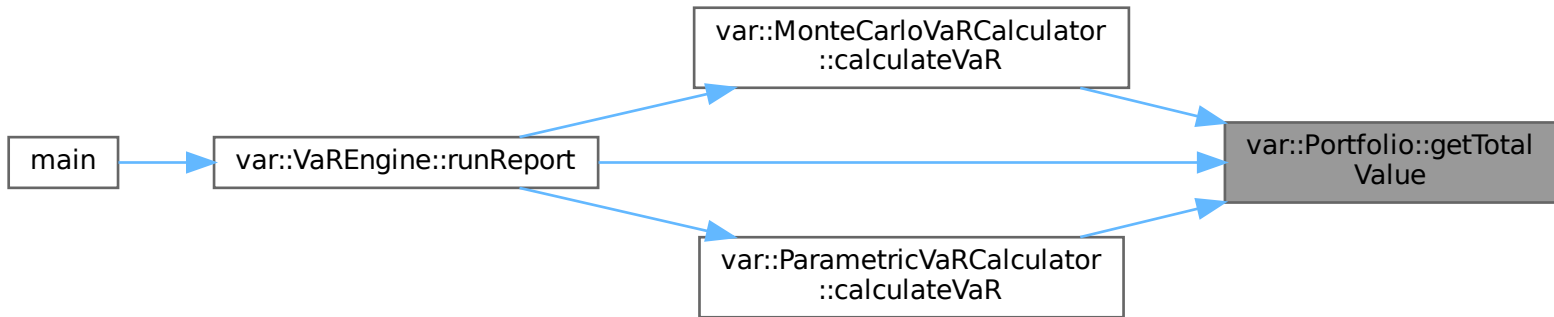 main
var::VaREngine::runReport
var::MonteCarloVaRCalculator
::calculateVaR
var::ParametricVaRCalculator
::calculateVaR
var::Portfolio::getTotal
Value